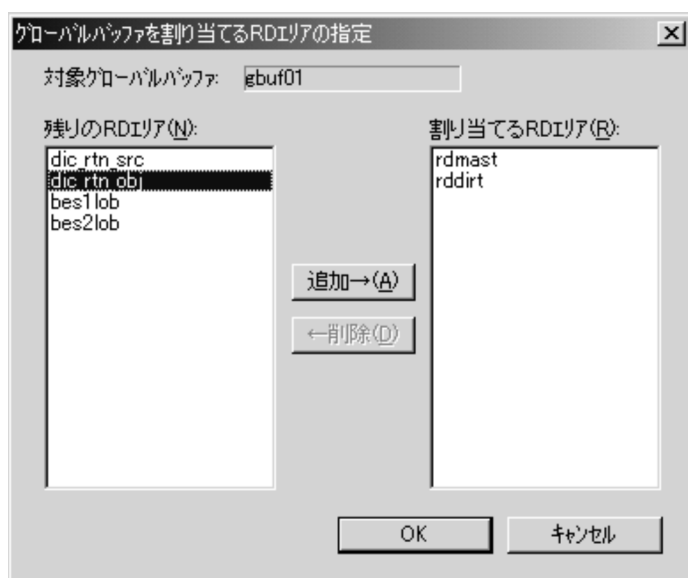 グローバルバッファを割り当てるRDエリアの指定
対象グローバルバッファ: gbuf01
残りのRDエリア(N):
dic_rtn_src
dic_rtn_obj
bes1lob
bes2lob
追加→(A)
←削除(D)
割り当てるRDエリア(R):
rdmast
rddirt
OK
キャンセル